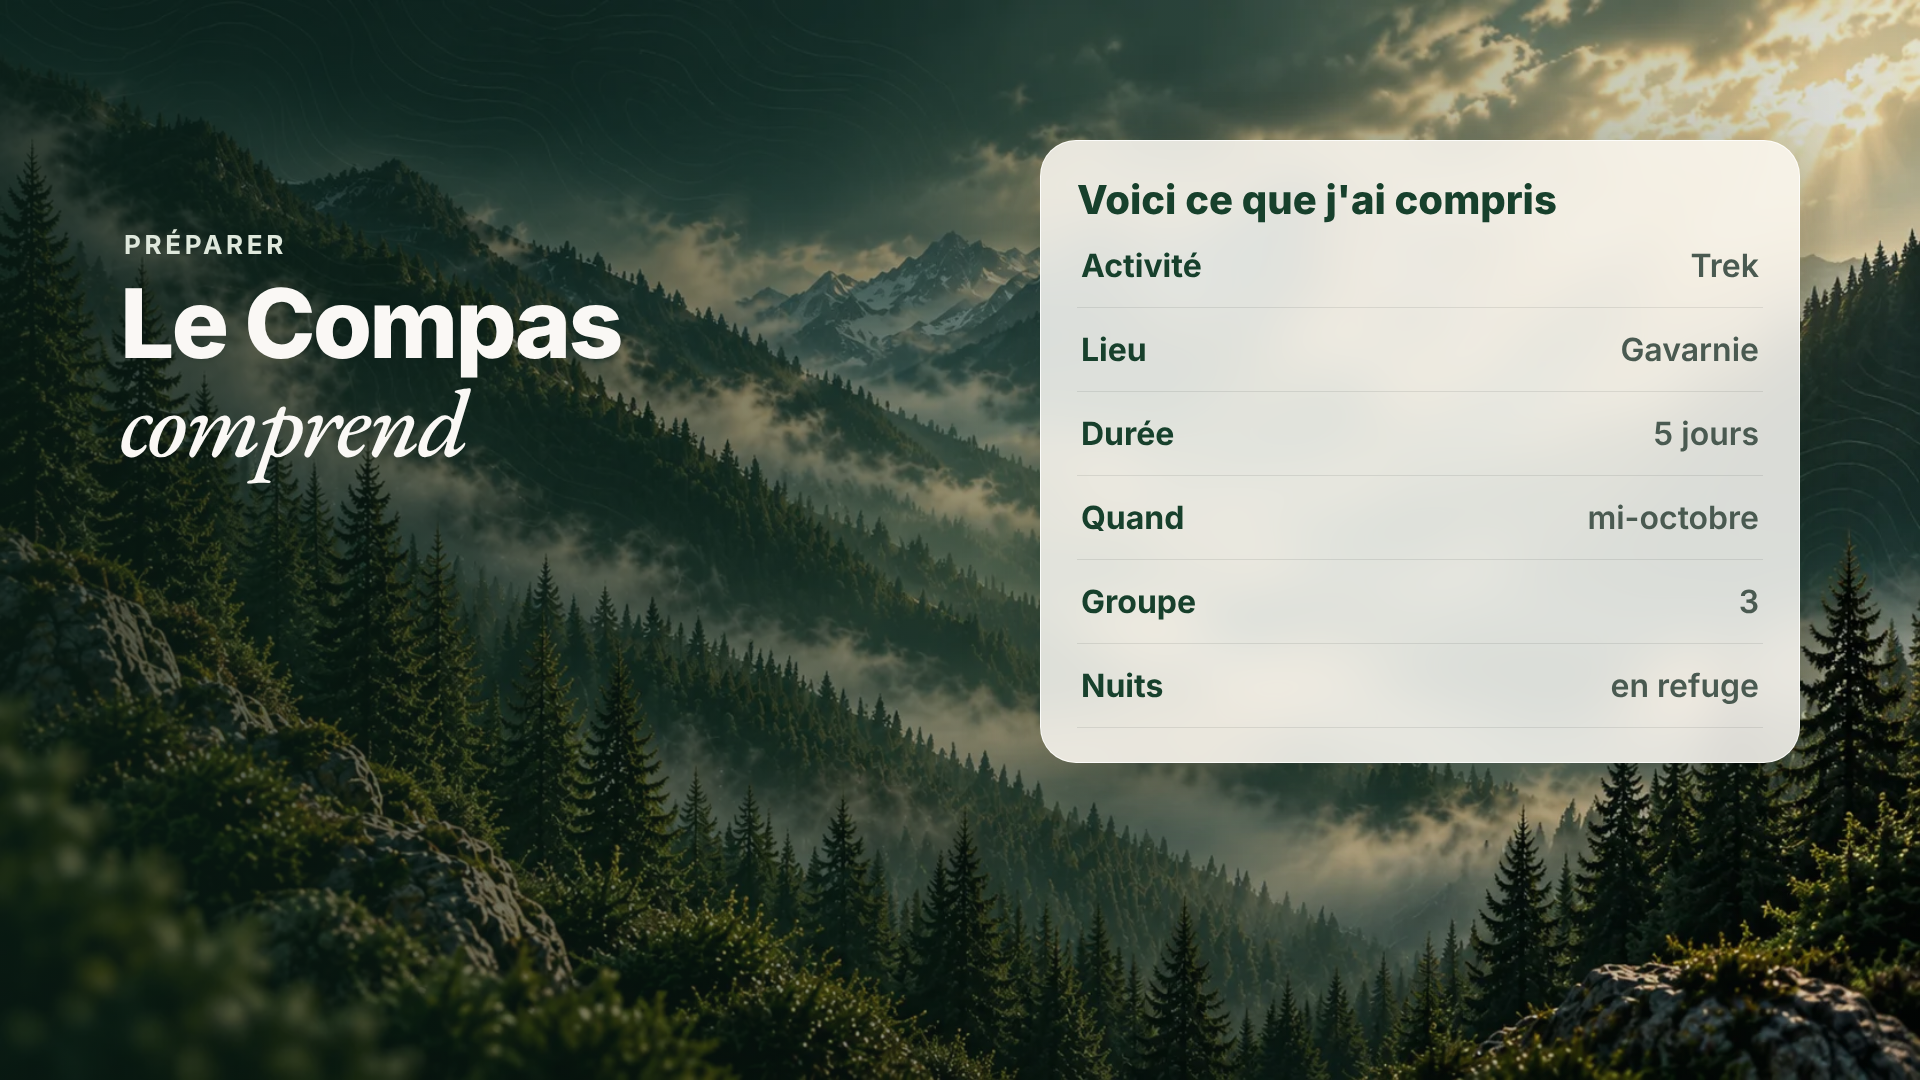 PRÉPARER
Le Compas
comprend
Voici ce que j'ai compris
Activité Trek
Lieu Gavarnie
Durée 5 jours
Quand mi-octobre
Groupe 3
Nuits en refuge